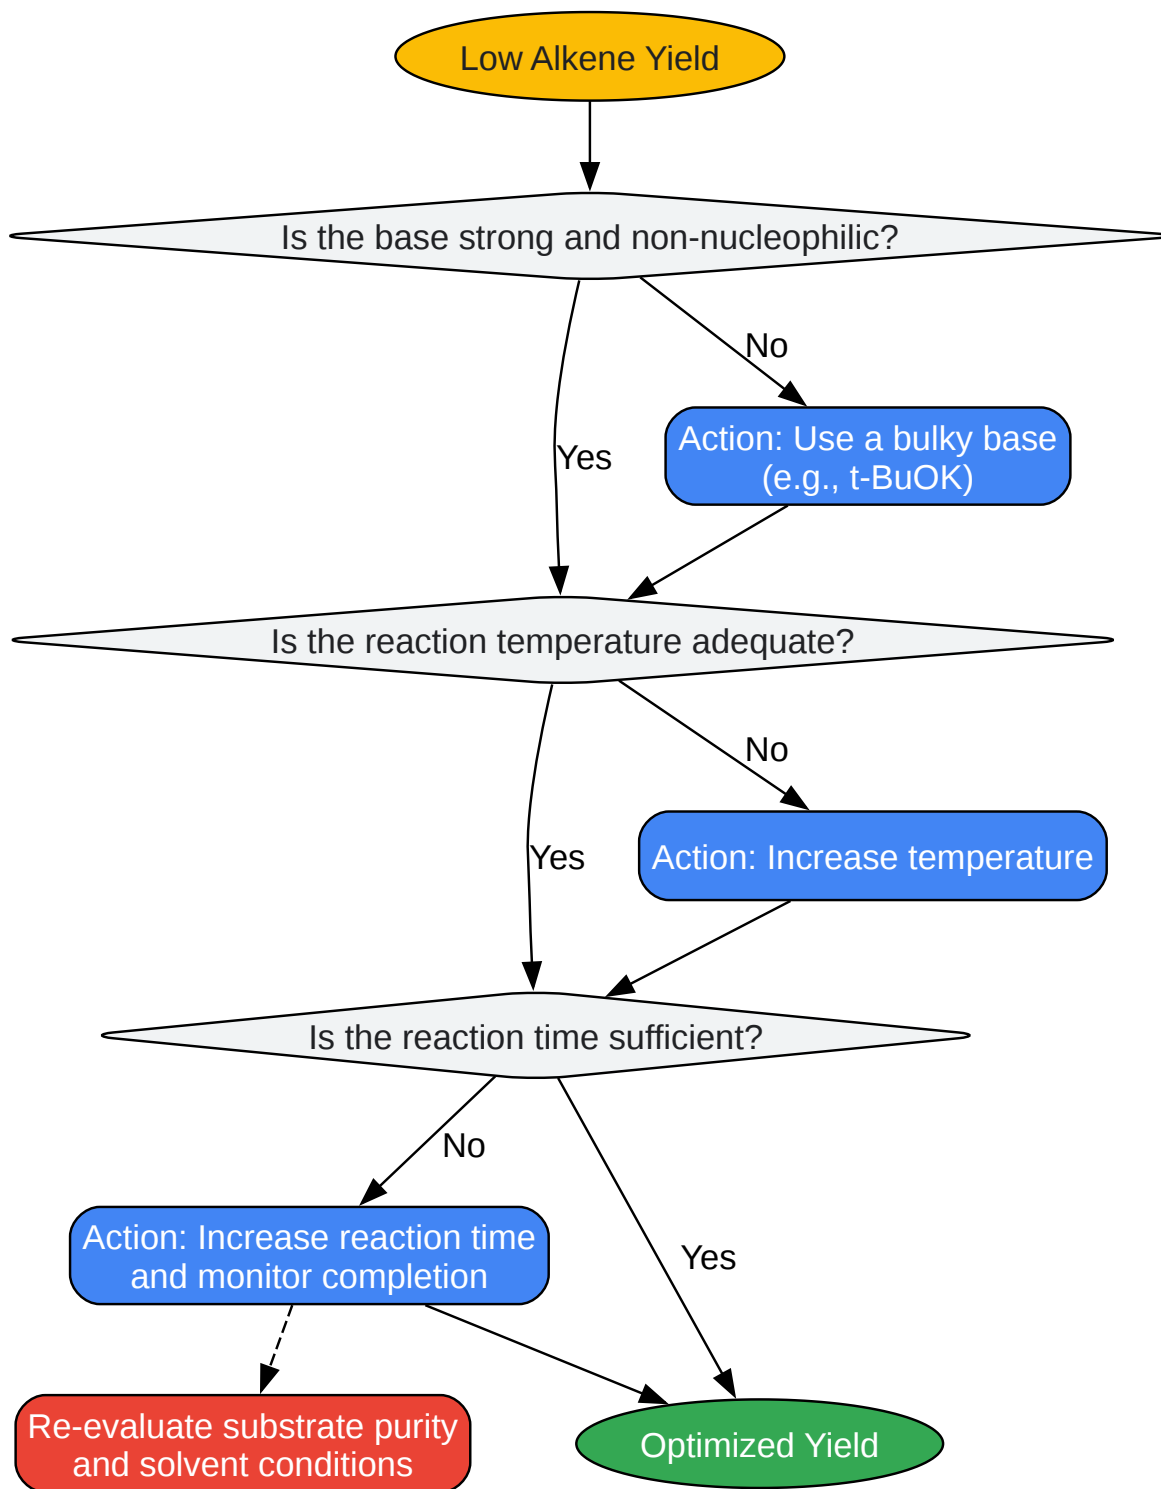 Low Alkene Yield
Is the base strong and non-nucleophilic?
No
Action: Use a bulky base
(e.g., t-BuOK)
Yes
Is the reaction temperature adequate?
No
Action: Increase temperature
Yes
Is the reaction time sufficient?
No
Action: Increase reaction time
and monitor completion
Yes
Re-evaluate substrate purity
and solvent conditions
Optimized Yield